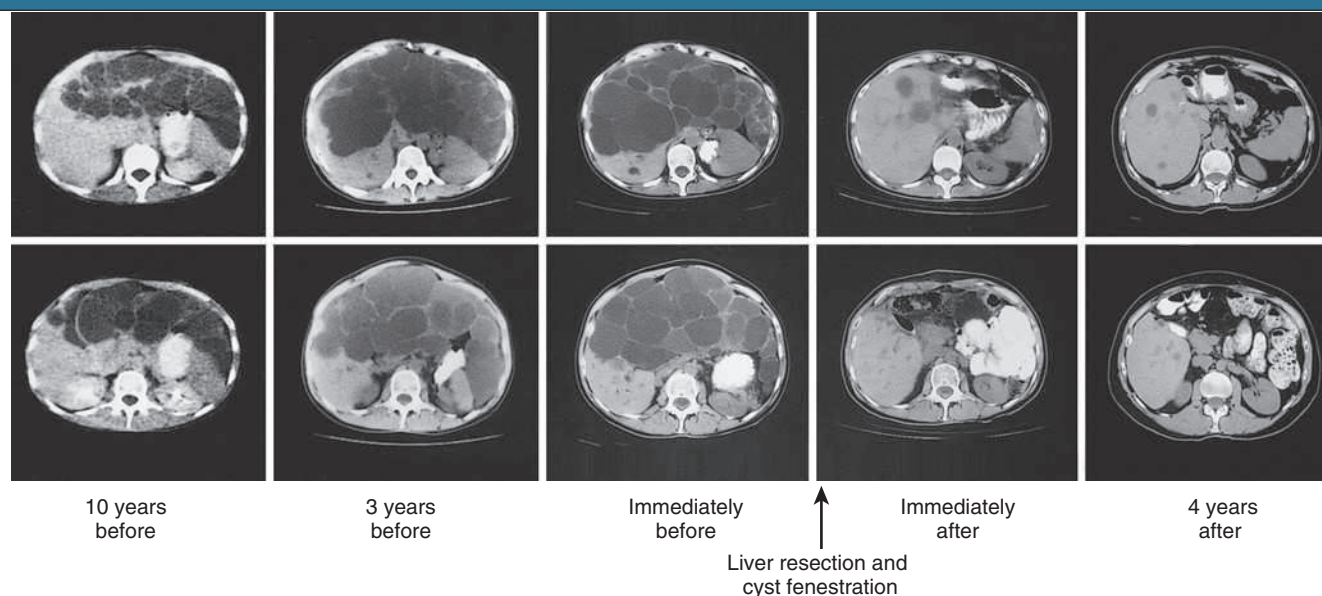 10 years
before
3 years
before
Immediately
before
Immediately
after
4 years
after
Liver resection and
cyst fenestration